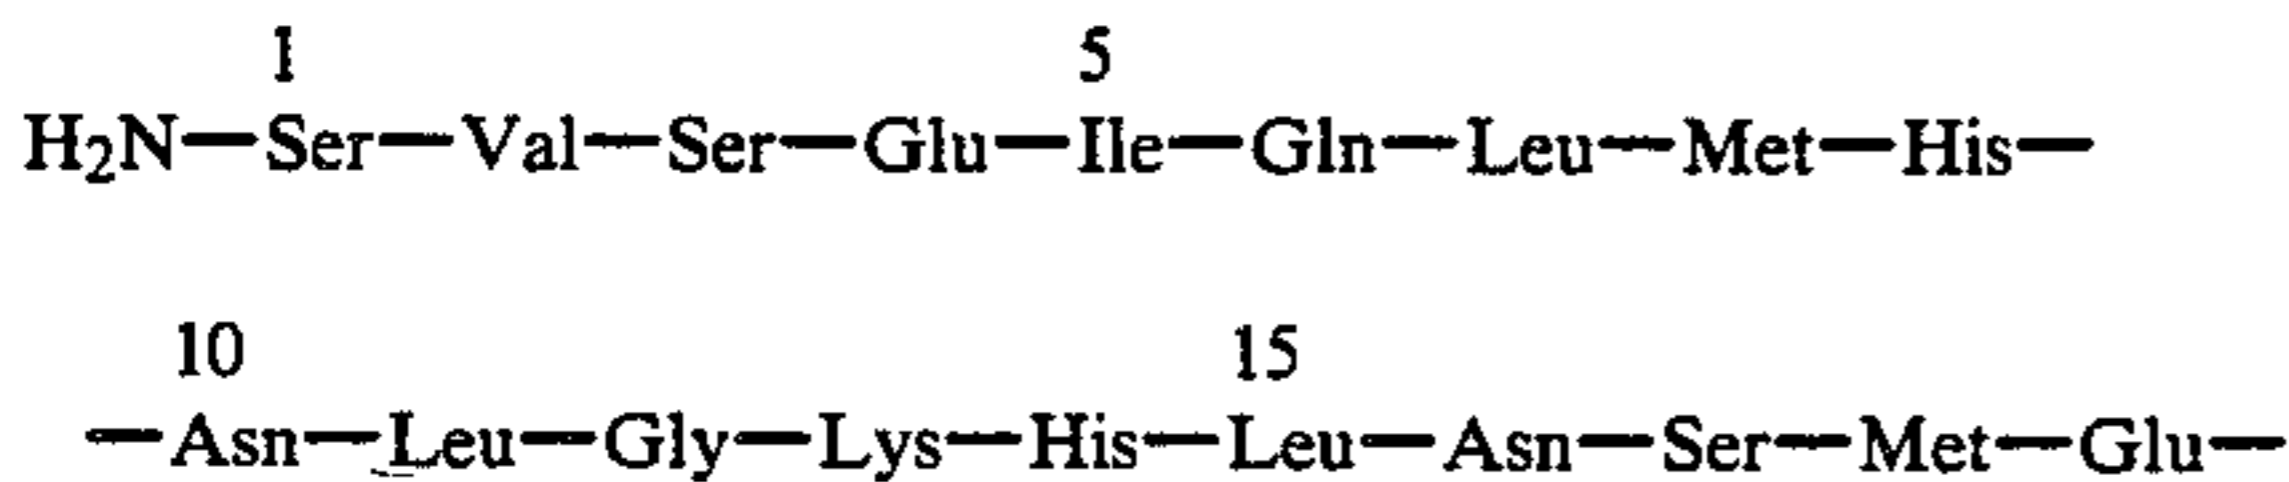 1 5
H₂N—Ser—Val—Ser—Glu—Ile—Gln—Leu—Met—His—
10 15
—Asn—Leu—Gly—Lys—His—Leu—Asn—Ser—Met—Glu—